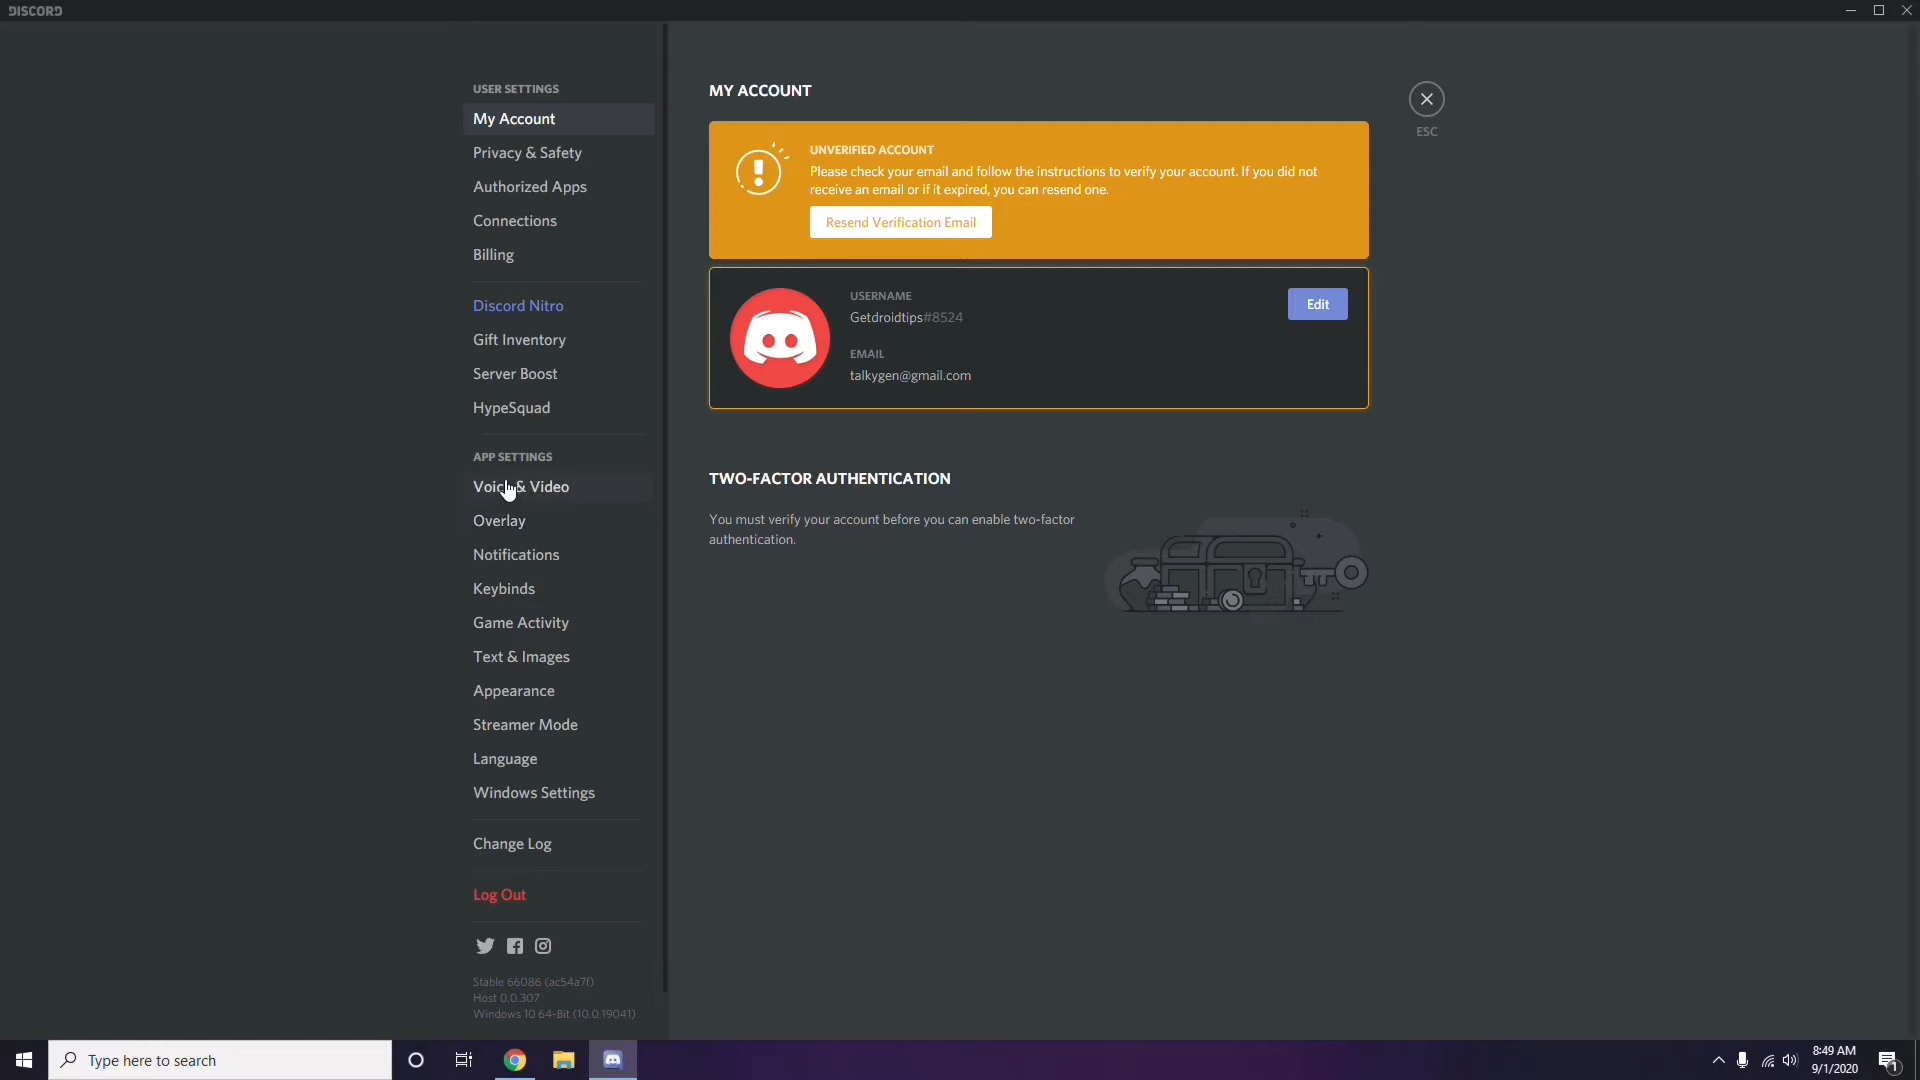 DISCORD
USER SETTINGS
My Account
Privacy & Safety
Authorized Apps
Connections
Billing
Discord Nitro
Gift Inventory
Server Boost
HypeSquad
APP SETTINGS
Voice & Video
Overlay
Notifications
Keybinds
Game Activity
Text & Images
Appearance
Streamer Mode
Language
Windows Settings
Change Log
Log Out
Stable 66086 (ac54a7f)
Host 0.0.307
Windows 10 64-Bit (10.0.19041)
MY ACCOUNT
ESC
UNVERIFIED ACCOUNT
Please check your email and follow the instructions to verify your account. If you did not
receive an email or if it expired, you can resend one.
Resend Verification Email
USERNAME
Getdroidtips#8524
Edit
EMAIL
talkygen@gmail.com
TWO-FACTOR AUTHENTICATION
You must verify your account before you can enable two-factor
authentication.
Type here to search
8:49 AM
9/1/2020
1